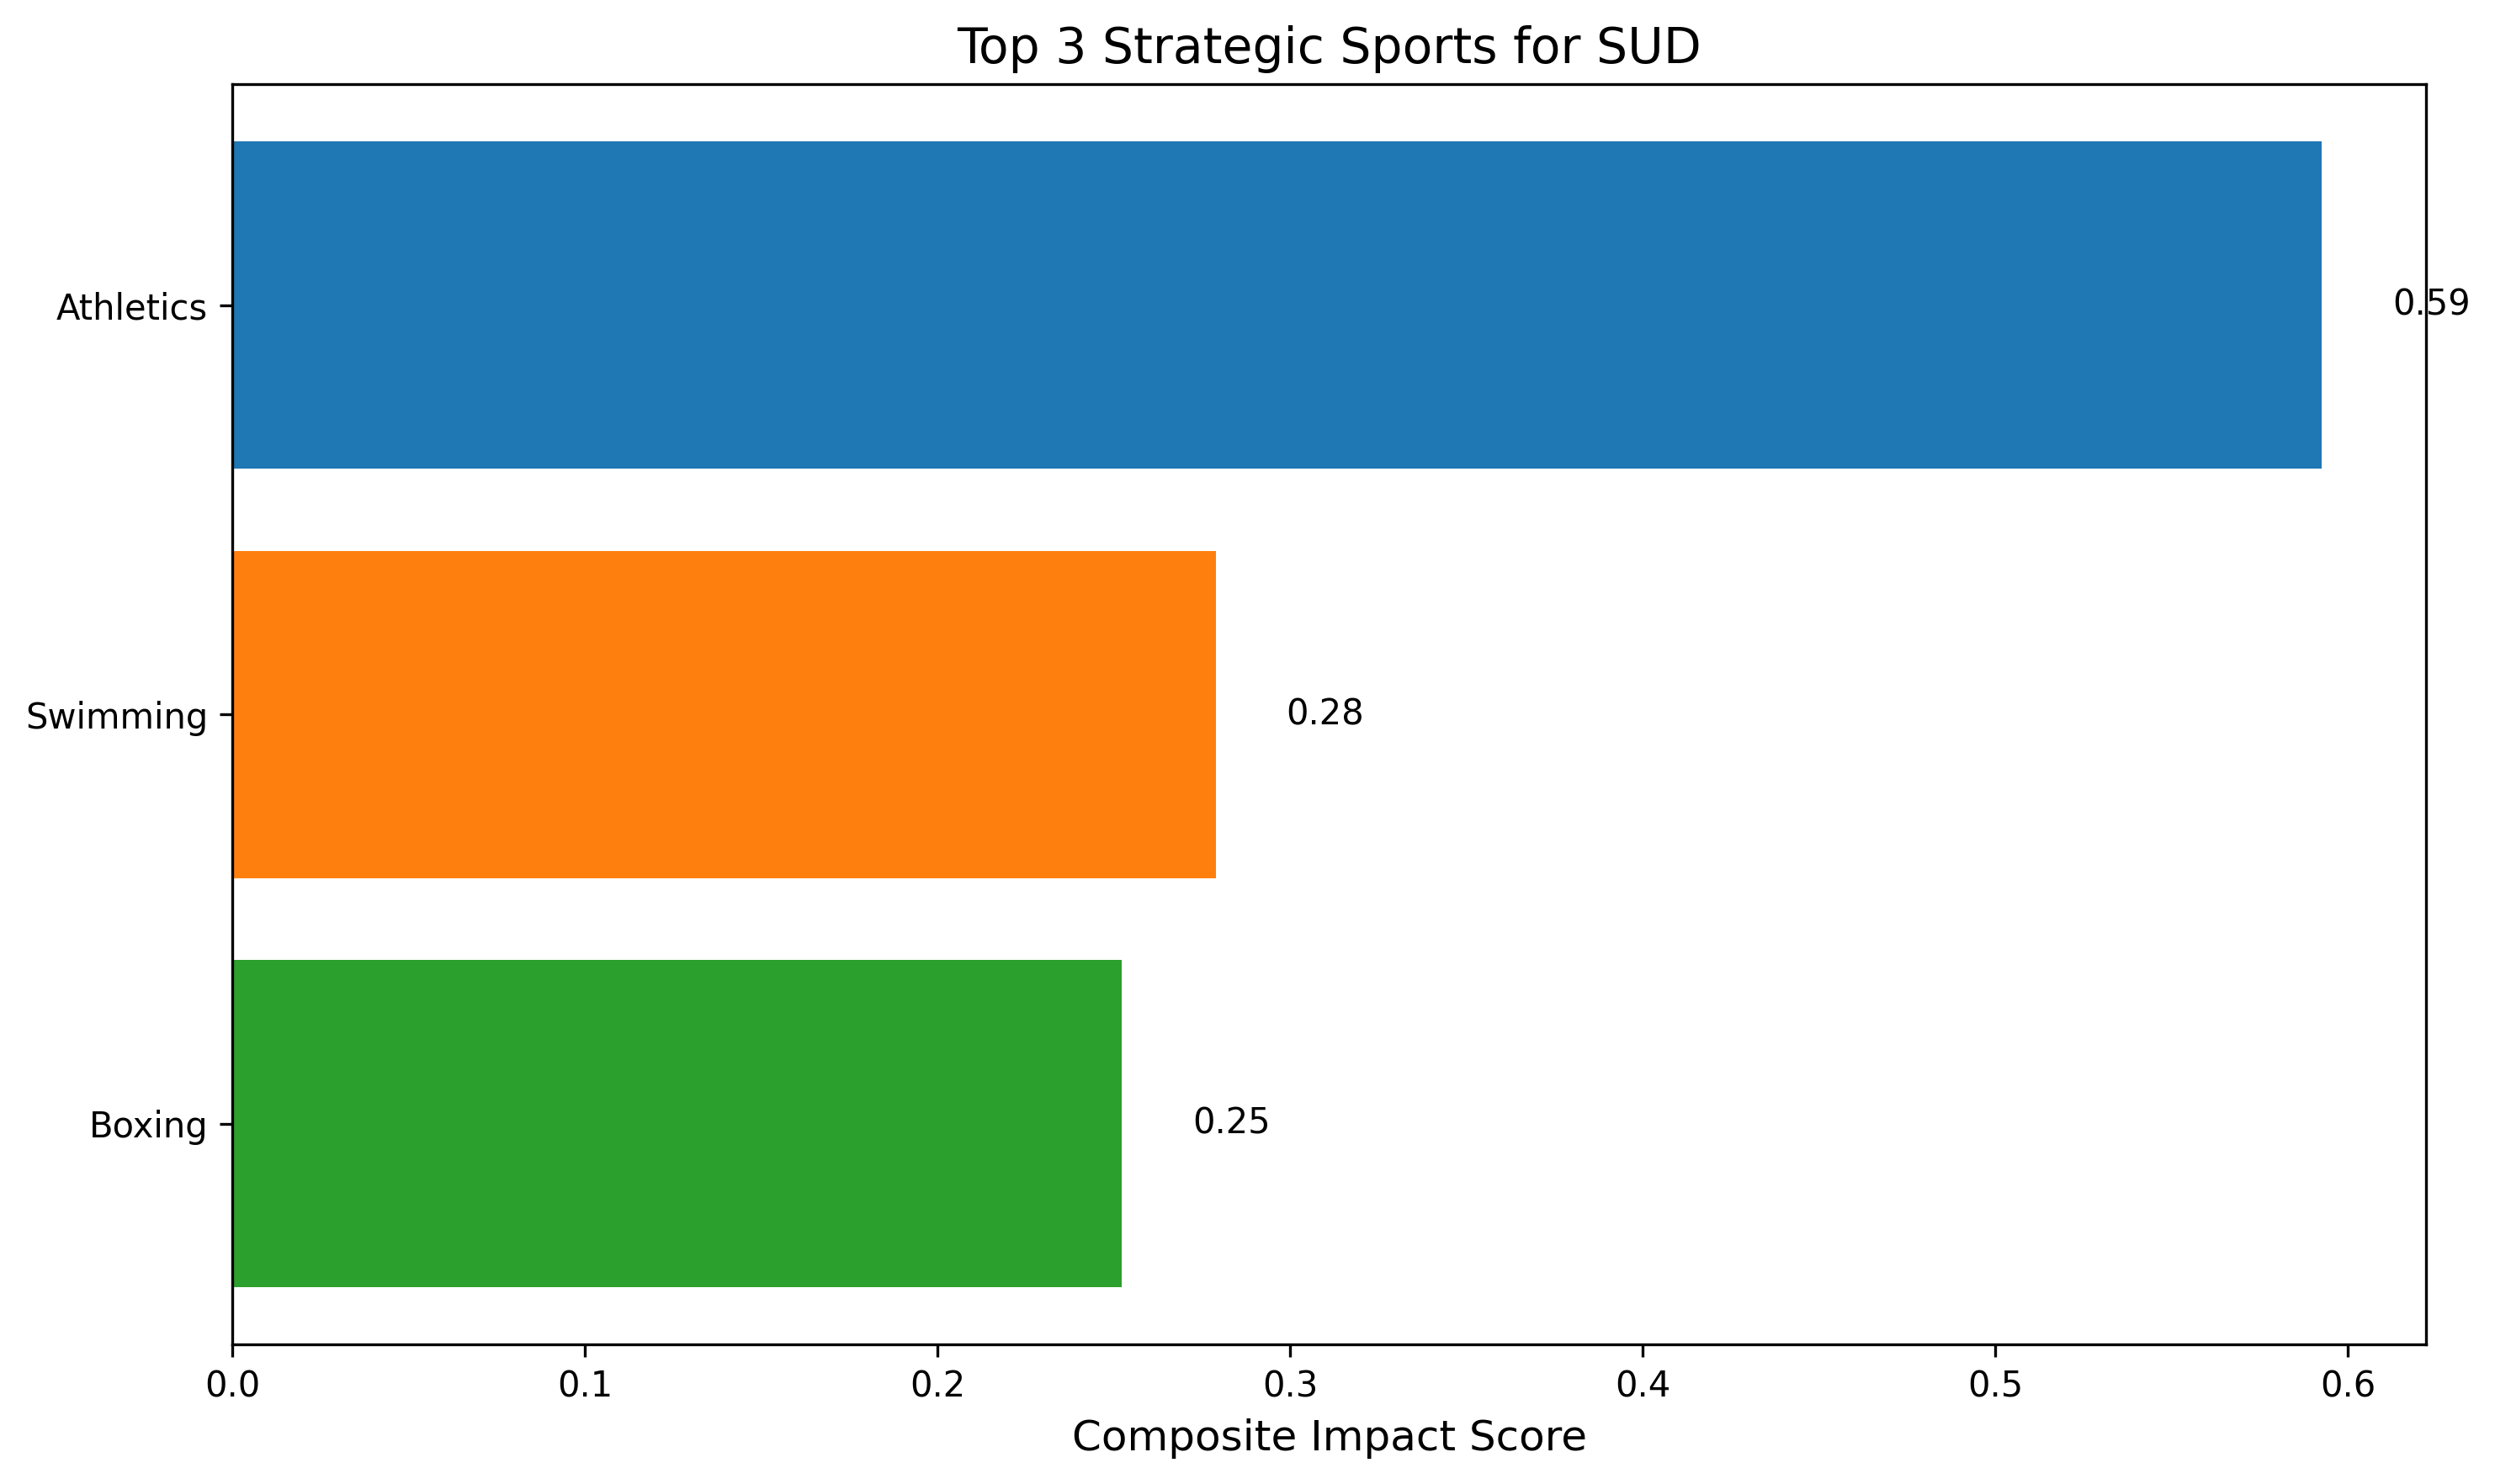 Top 3 Strategic Sports for SUD
Athletics
0.59
Swimming
0.28
Boxing
0.25
0.0 0.1 0.2 0.3 0.4 0.5 0.6
Composite Impact Score